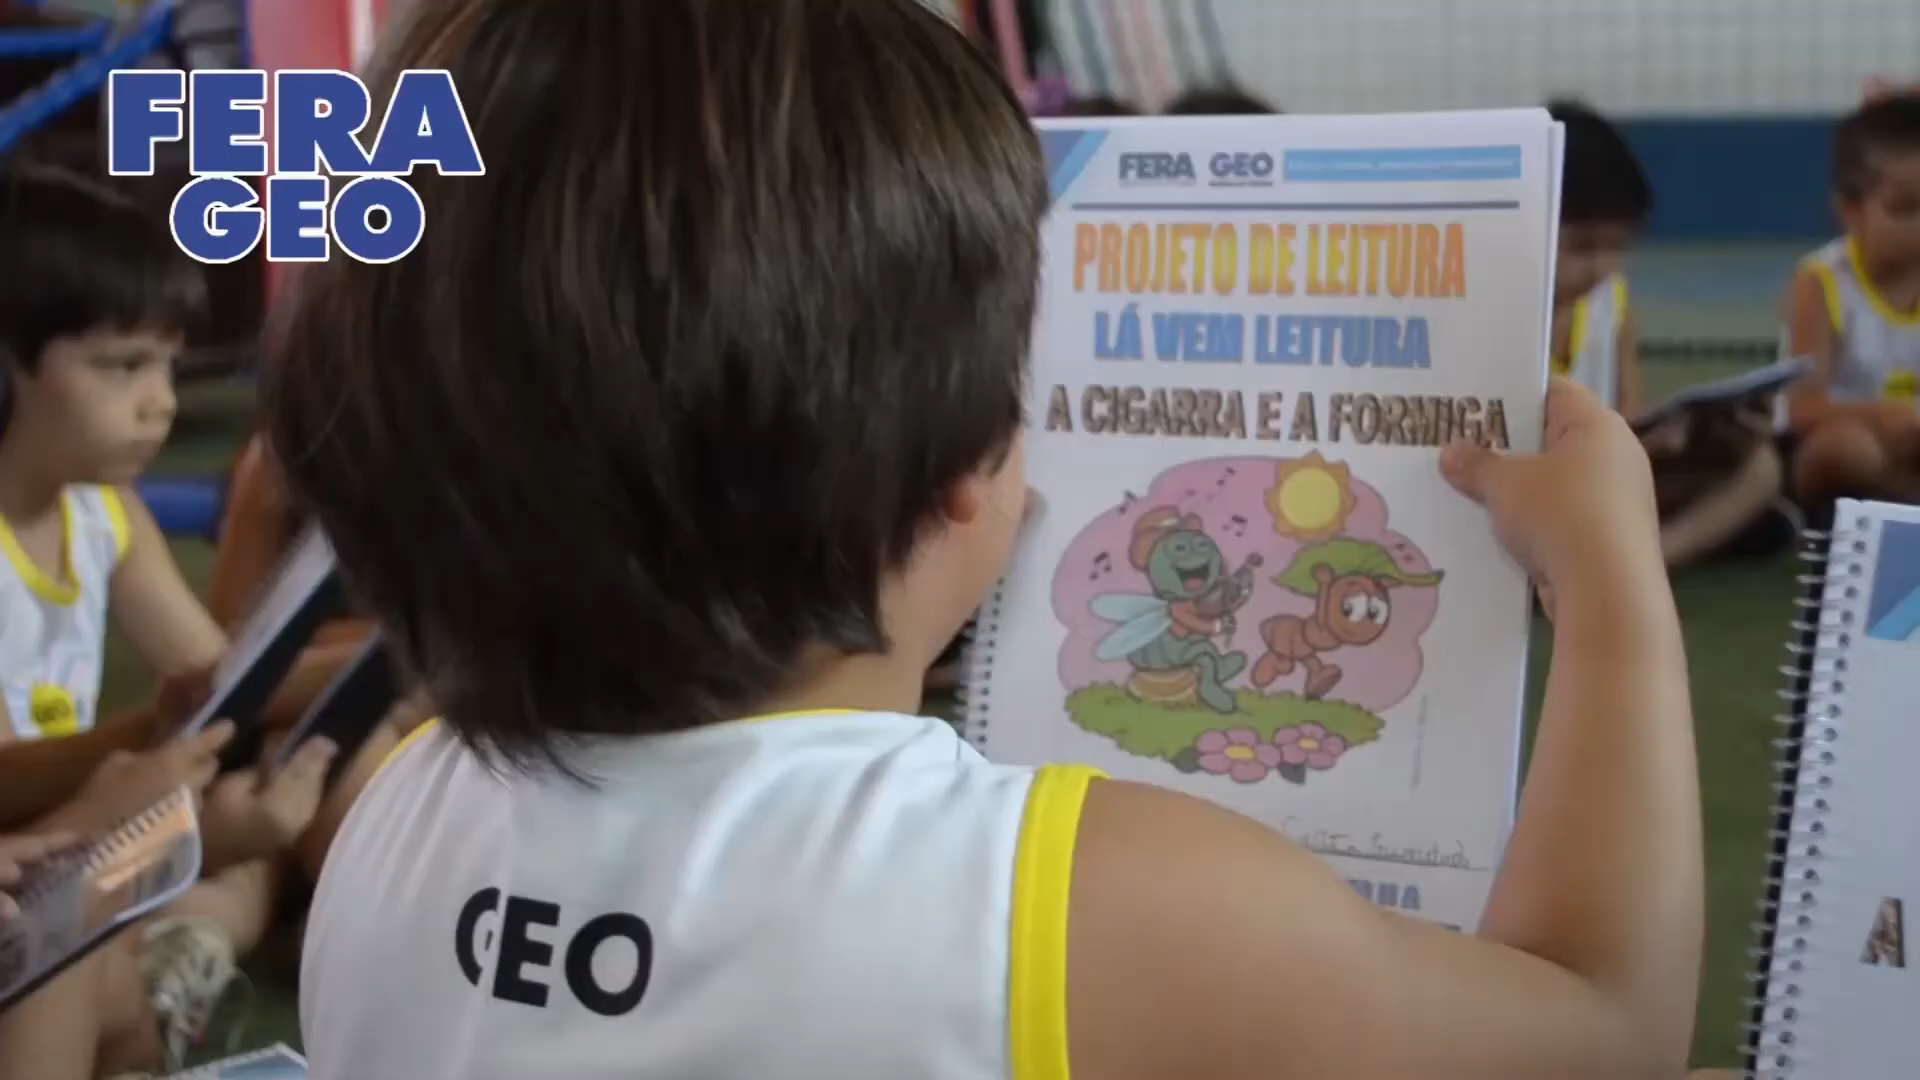 FERA
GEO
FERA GEO
PROJETO DE LEITURA
LÁ VEM LEITURA
A CIGARRA E A FORMIGA
GEO
A